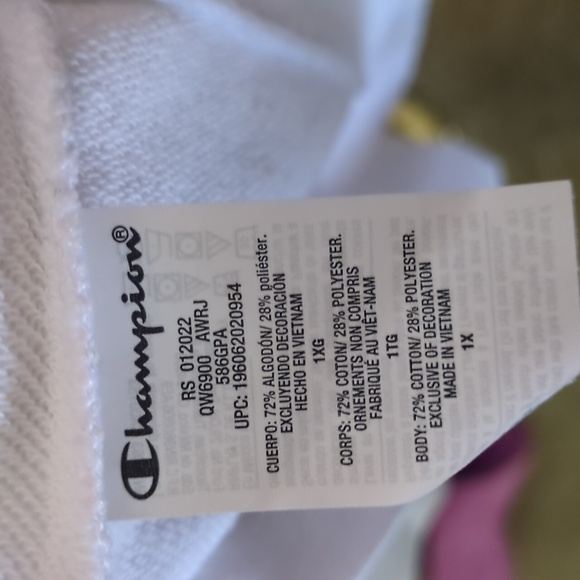 Champion®
RS 012022
QW6900 AWRJ
586GPA
UPC: 196062020954
CUERPO: 72% ALGODÓN/ 28% poliéster.
EXCLUYENDO DECORACIÓN
HECHO EN VIETNAM
1XG
CORPS: 72% COTON/ 28% POLYESTER.
ORNEMENTS NON COMPRIS
FABRIQUÉ AU VIÊT-NAM
1TG
BODY: 72% COTTON/ 28% POLYESTER.
EXCLUSIVE OF DECORATION
MADE IN VIETNAM
1X